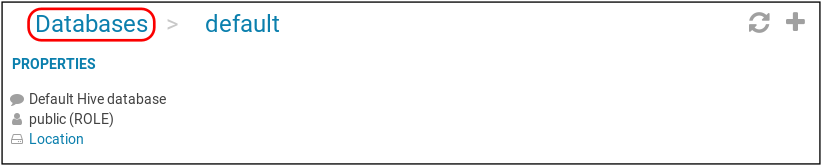 Databases > default
PROPERTIES
Default Hive database
public (ROLE)
Location